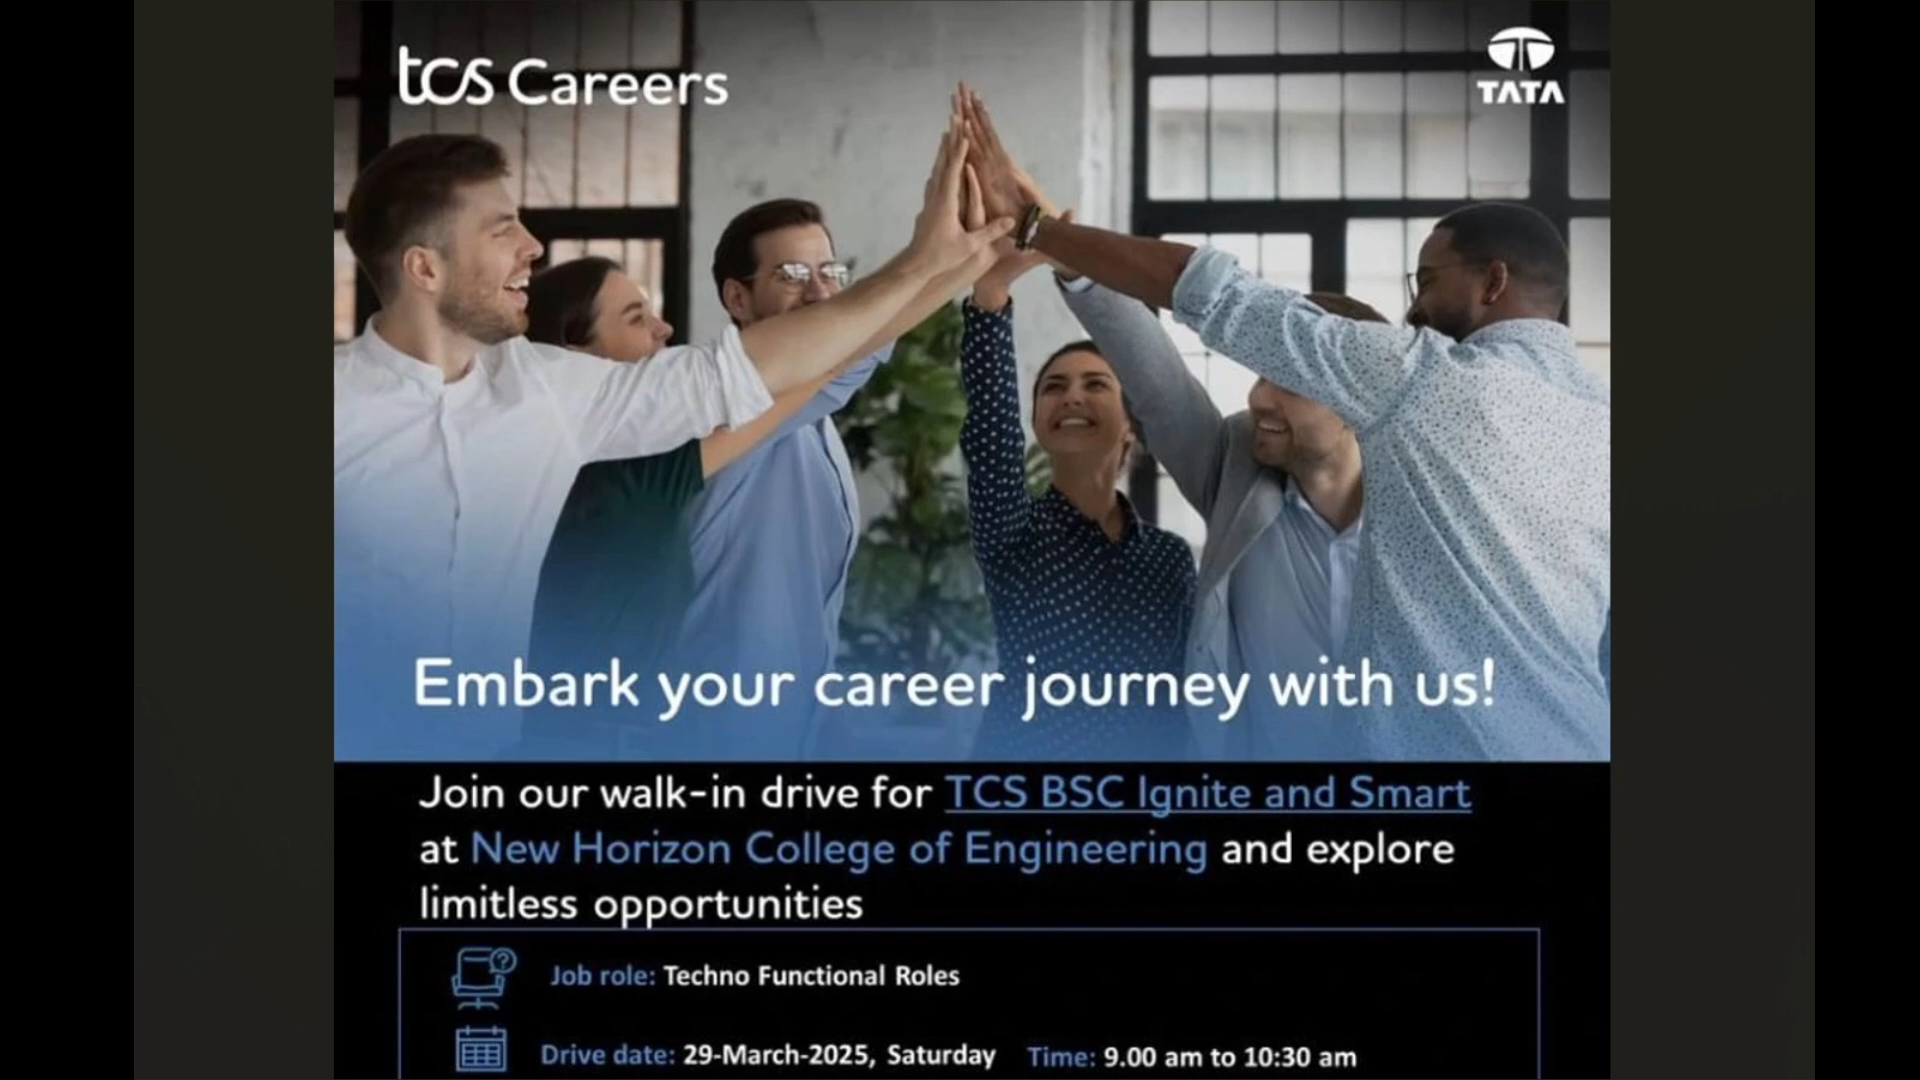 tcs Careers
TATA
Embark your career journey with us!
Join our walk-in drive for TCS BSC Ignite and Smart
at New Horizon College of Engineering and explore
limitless opportunities
Job role: Techno Functional Roles
Drive date: 29-March-2025, Saturday Time: 9.00 am to 10:30 am